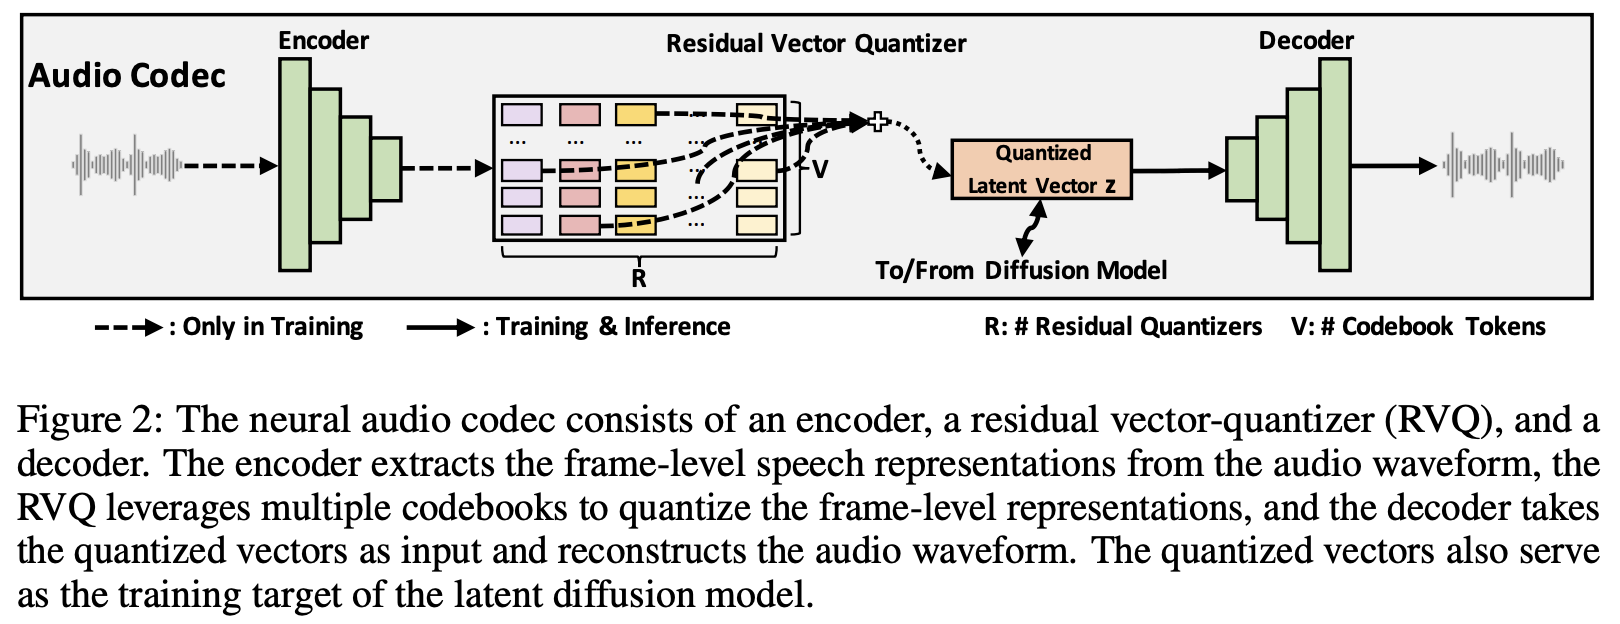 Encoder
Residual Vector Quantizer
Decoder
Audio Codec
...
... ... ... ...
...
V
...
...
R
Quantized
Latent Vector z
To/From Diffusion Model
: Only in Training
: Training & Inference
R: # Residual Quantizers
V: # Codebook Tokens
Figure 2: The neural audio codec consists of an encoder, a residual vector-quantizer (RVQ), and a
decoder. The encoder extracts the frame-level speech representations from the audio waveform, the
RVQ leverages multiple codebooks to quantize the frame-level representations, and the decoder takes
the quantized vectors as input and reconstructs the audio waveform. The quantized vectors also serve
as the training target of the latent diffusion model.